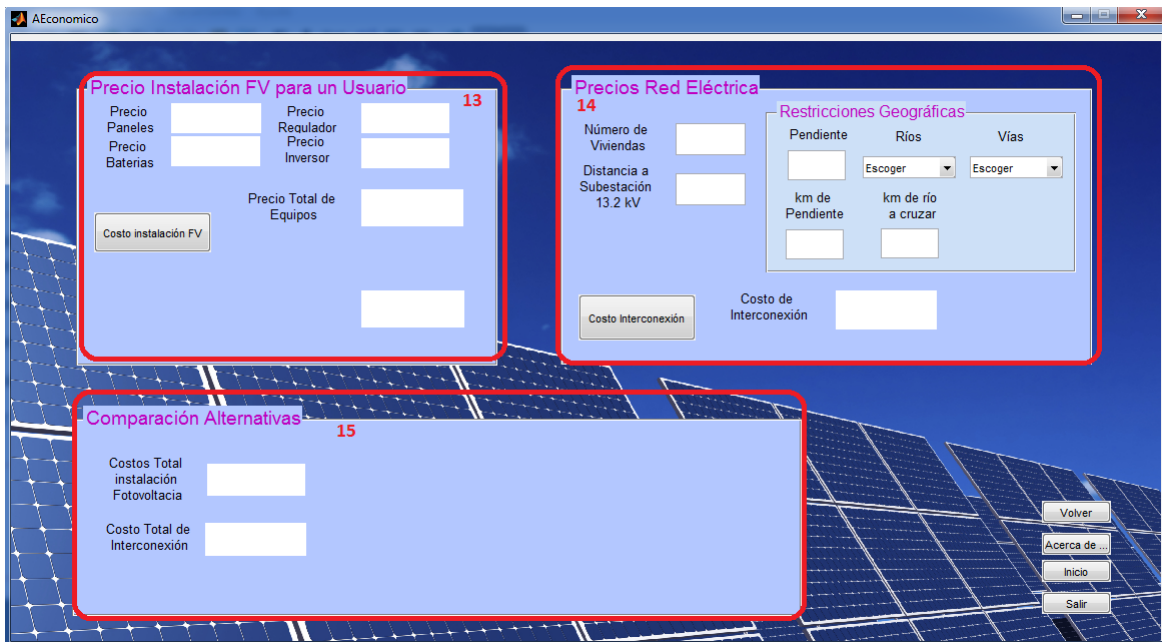 AEconomico
Precio Instalación FV para un Usuario
13
Precio
Paneles
Precio
Regulador
Precio
Baterias
Precio
Inversor
Precio Total de
Equipos
Costo instalación FV
Precios Red Eléctrica
14
Número de
Viviendas
Distancia a
Subestación
13.2 kV
Restricciones Geográficas
Pendiente
Ríos
Vías
Escoger
Escoger
km de
Pendiente
km de río
a cruzar
Costo Interconexión
Costo de
Interconexión
Comparación Alternativas
15
Costos Total
instalación
Fotovoltacia
Costo Total de
Interconexión
Volver
Acerca de ...
Inicio
Salir